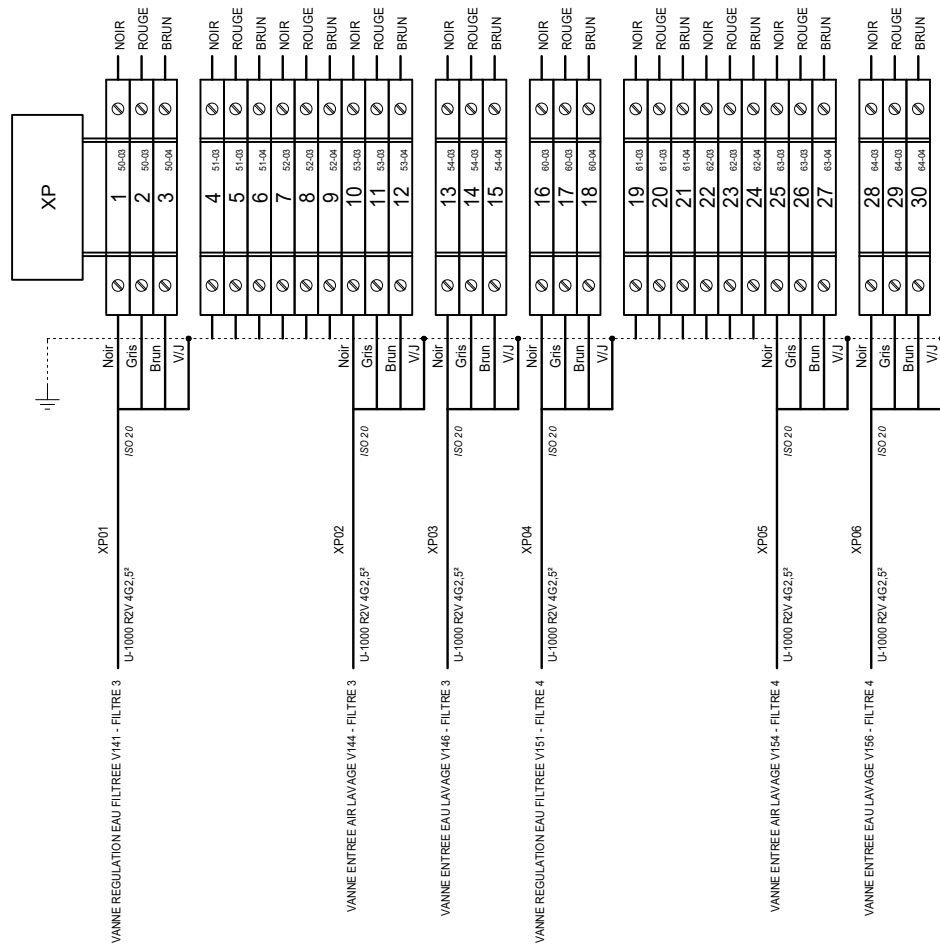 XP
NOIR
50-03
1
Noir
ROUGE
50-03
2
Gris
BRUN
50-04
3
Brun
V/J
ISO 20
XP01
U-1000 R2V 4G2,5²
VANNE REGULATION EAU FILTREE V141 - FILTRE 3
NOIR
51-03
4
ROUGE
51-03
5
BRUN
51-04
6
NOIR
52-03
7
ROUGE
52-03
8
BRUN
52-04
9
NOIR
53-03
10
Noir
ROUGE
53-03
11
Gris
BRUN
53-04
12
Brun
V/J
ISO 20
XP02
U-1000 R2V 4G2,5²
VANNE ENTREE AIR LAVAGE V144 - FILTRE 3
NOIR
54-03
13
Noir
ROUGE
54-03
14
Gris
BRUN
54-04
15
Brun
V/J
ISO 20
XP03
U-1000 R2V 4G2,5²
VANNE ENTREE EAU LAVAGE V146 - FILTRE 3
NOIR
60-03
16
Noir
ROUGE
60-03
17
Gris
BRUN
60-04
18
Brun
V/J
ISO 20
XP04
U-1000 R2V 4G2,5²
VANNE REGULATION EAU FILTREE V151 - FILTRE 4
NOIR
61-03
19
ROUGE
61-03
20
BRUN
61-04
21
NOIR
62-03
22
ROUGE
62-03
23
BRUN
62-04
24
NOIR
63-03
25
Noir
ROUGE
63-03
26
Gris
BRUN
63-04
27
Brun
V/J
ISO 20
XP05
U-1000 R2V 4G2,5²
VANNE ENTREE AIR LAVAGE V154 - FILTRE 4
NOIR
64-03
28
Noir
ROUGE
64-03
29
Gris
BRUN
64-04
30
Brun
V/J
ISO 20
XP06
U-1000 R2V 4G2,5²
VANNE ENTREE EAU LAVAGE V156 - FILTRE 4